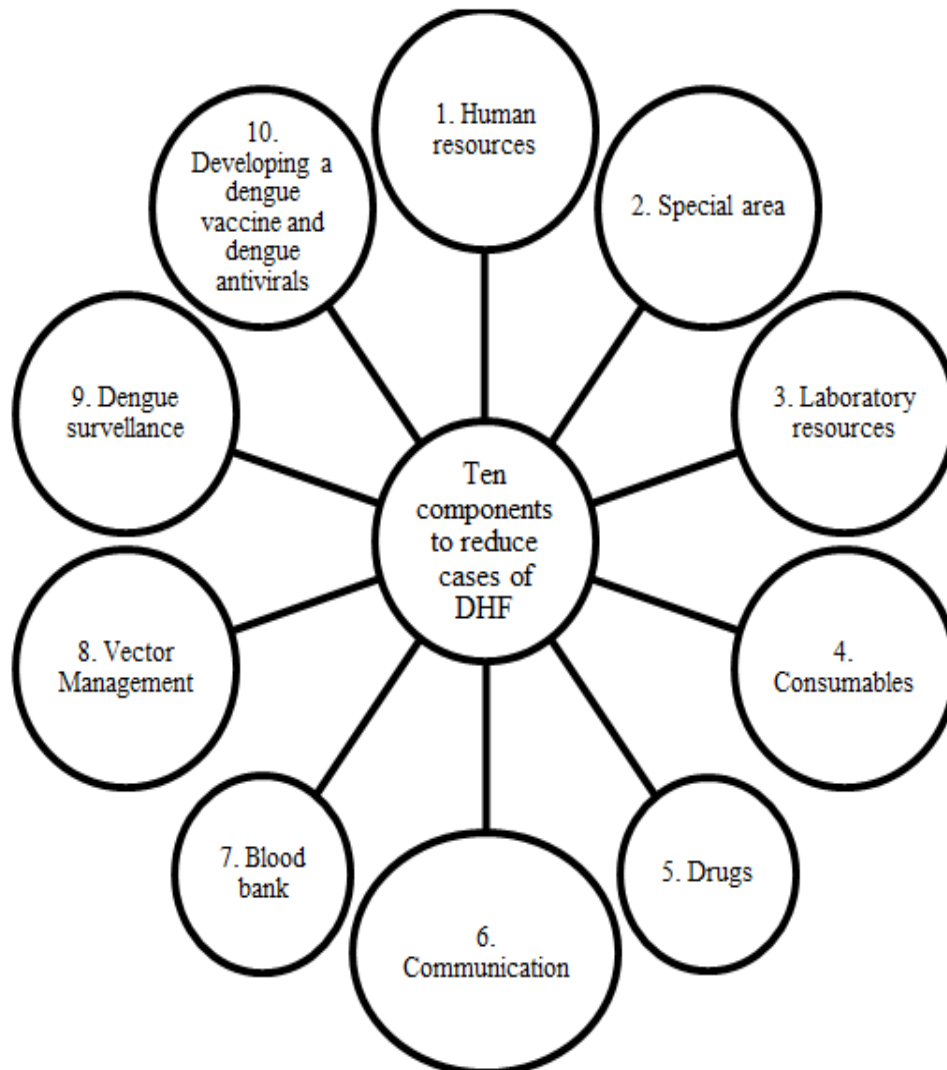 1. Human
resources
2. Special area
3. Laboratory
resources
4.
Consumables
5. Drugs
6.
Communication
7. Blood
bank
8. Vector
Management
9. Dengue
survellance
10.
Developing a
dengue
vaccine and
dengue
antivirals
Ten
components
to reduce
cases of
DHF